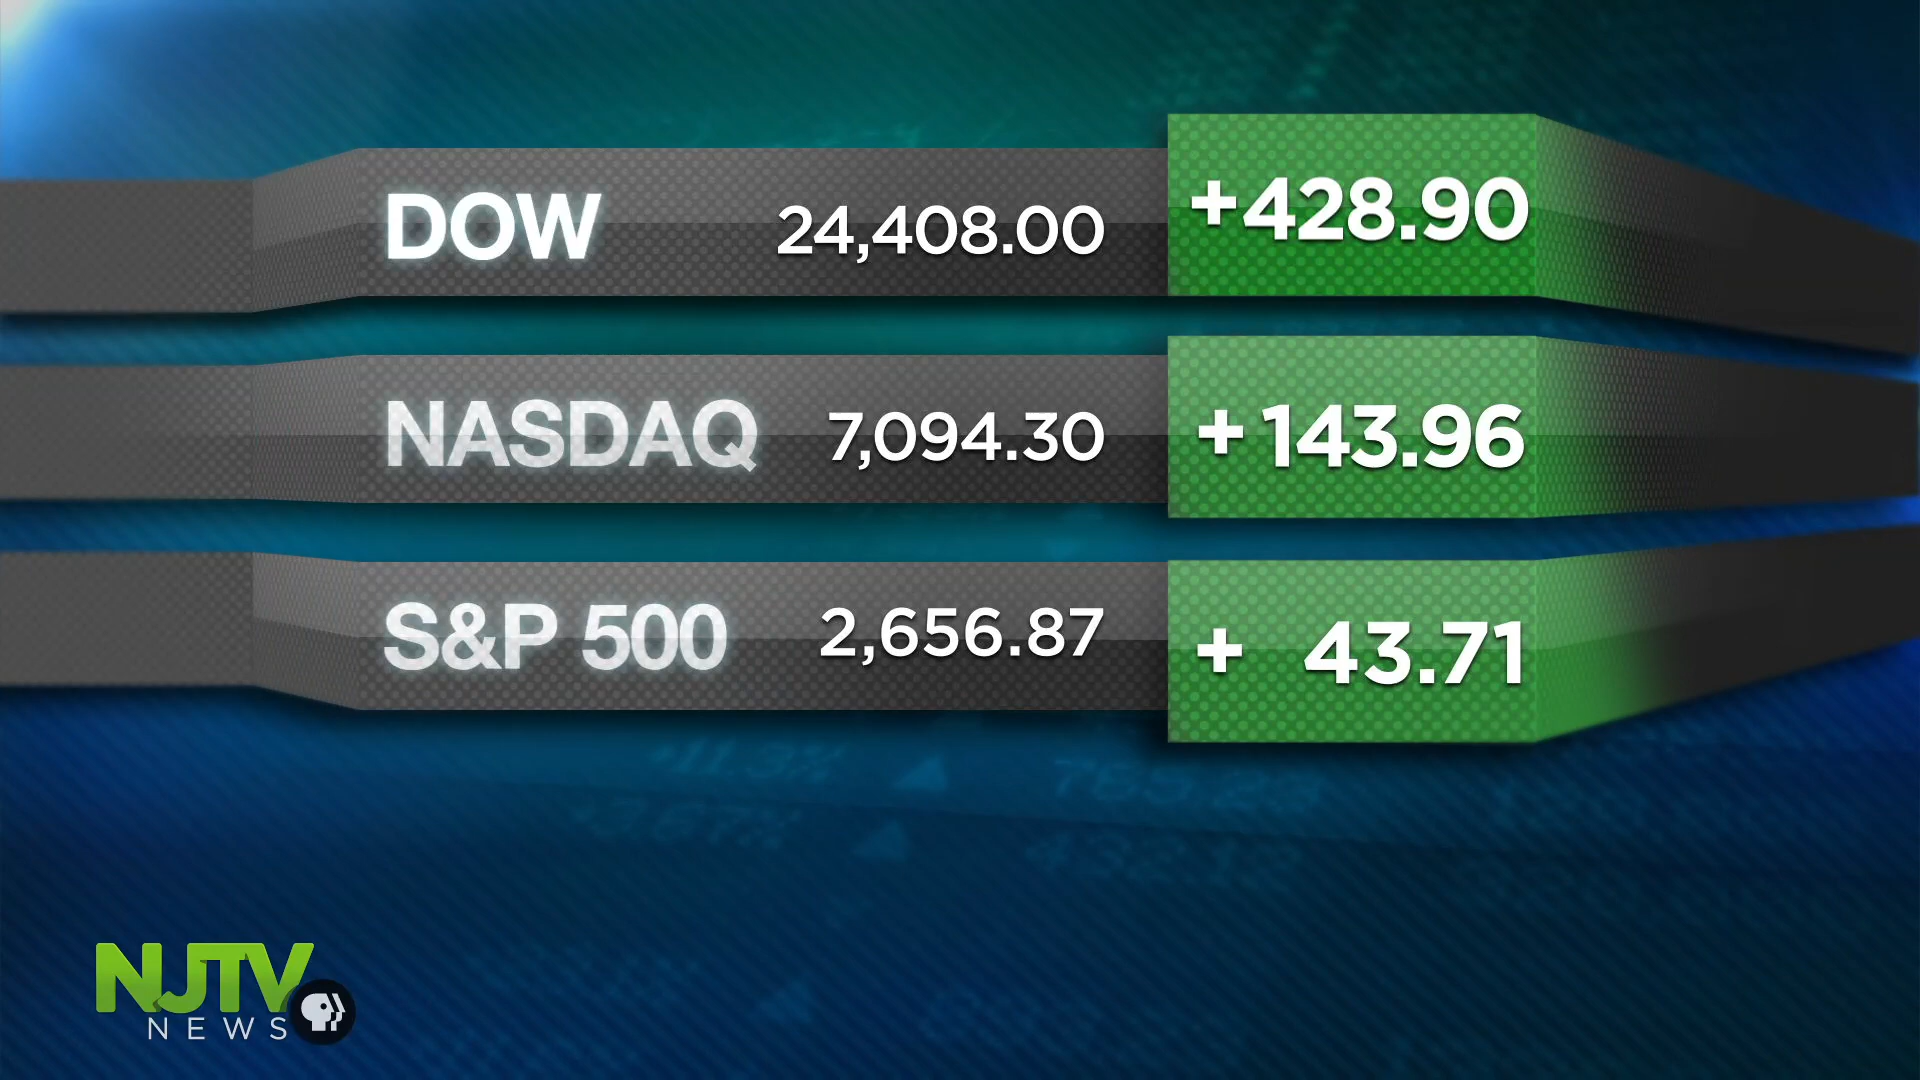 DOW 24,408.00 +428.90
NASDAQ 7,094.30 +143.96
S&P 500 2,656.87 + 43.71
NJTV
NEWS